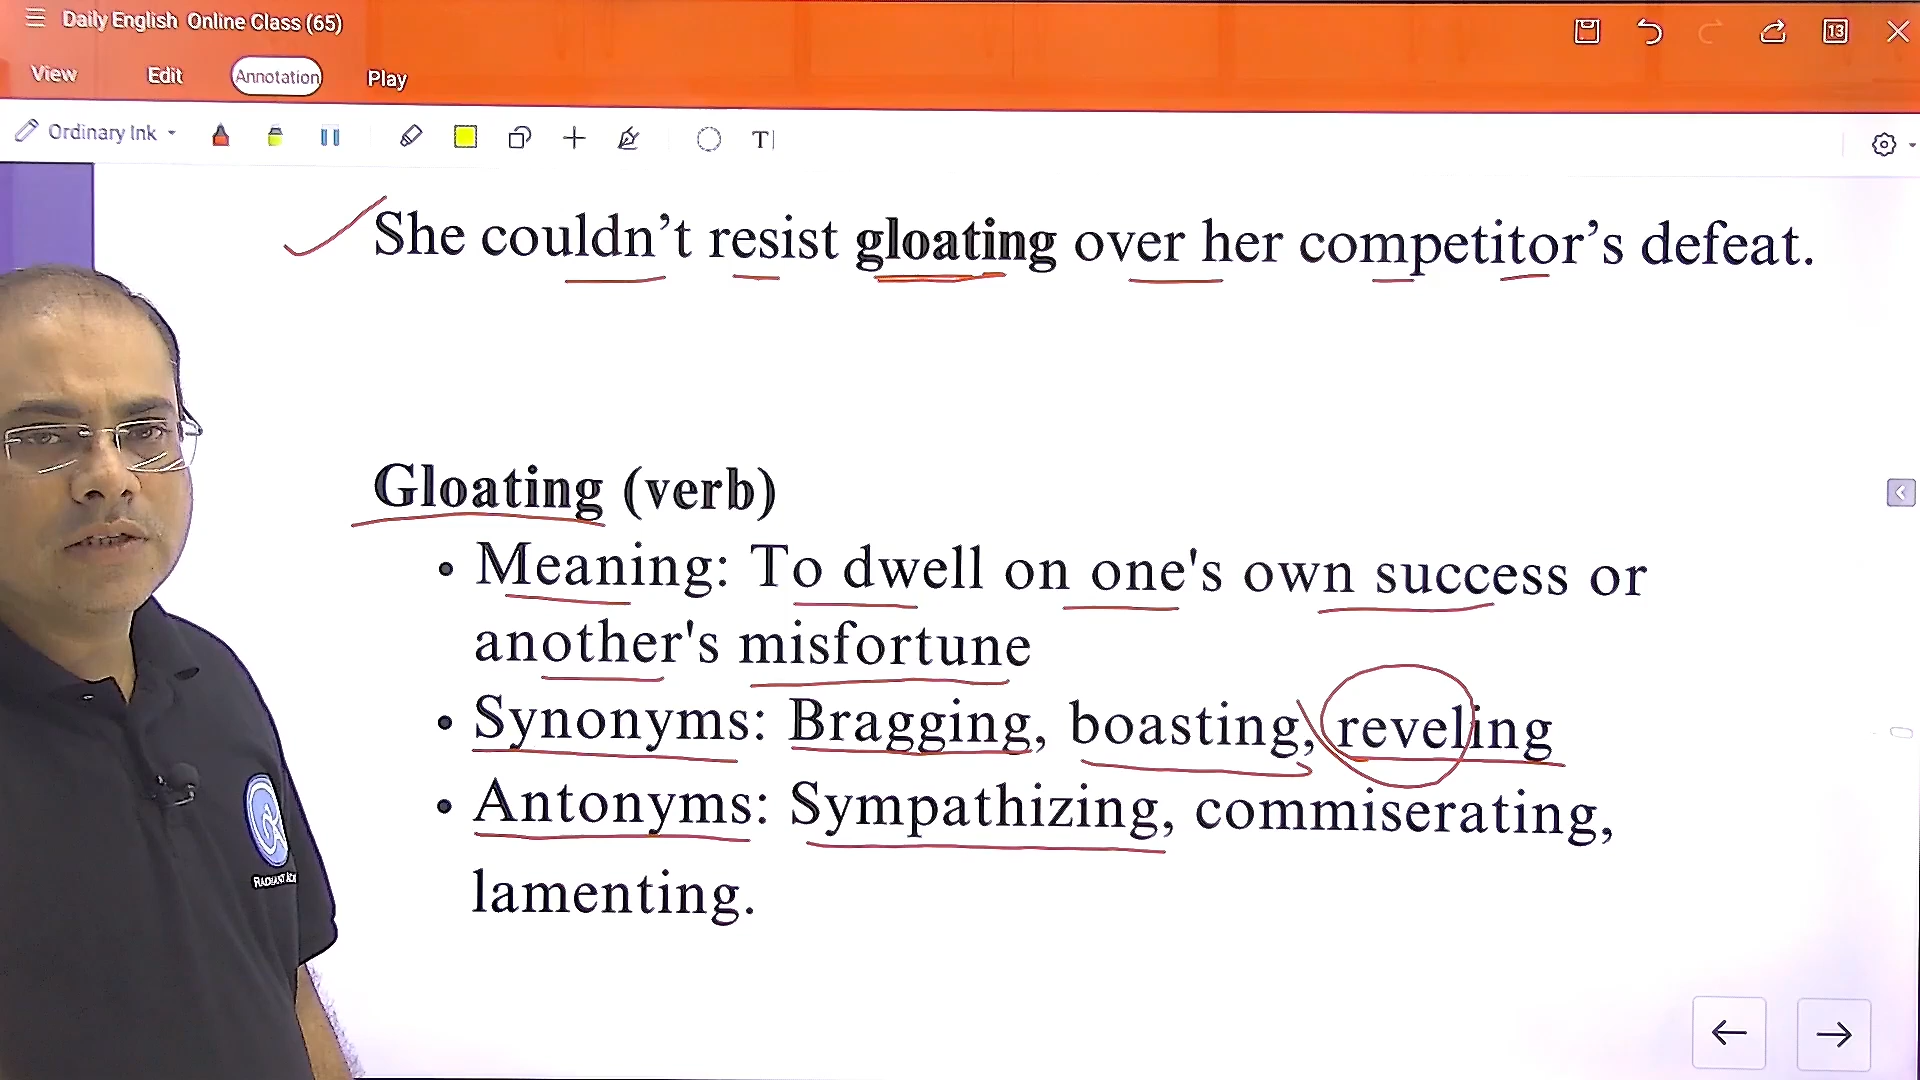 Daily English Online Class (65)
13
View Edit Annotation Play
Ordinary Ink
T
She couldn't resist gloating over her competitor's defeat.
Gloating (verb)
• Meaning: To dwell on one's own success or
another's misfortune
• Synonyms: Bragging, boasting, reveling
• Antonyms: Sympathizing, commiserating,
lamenting.